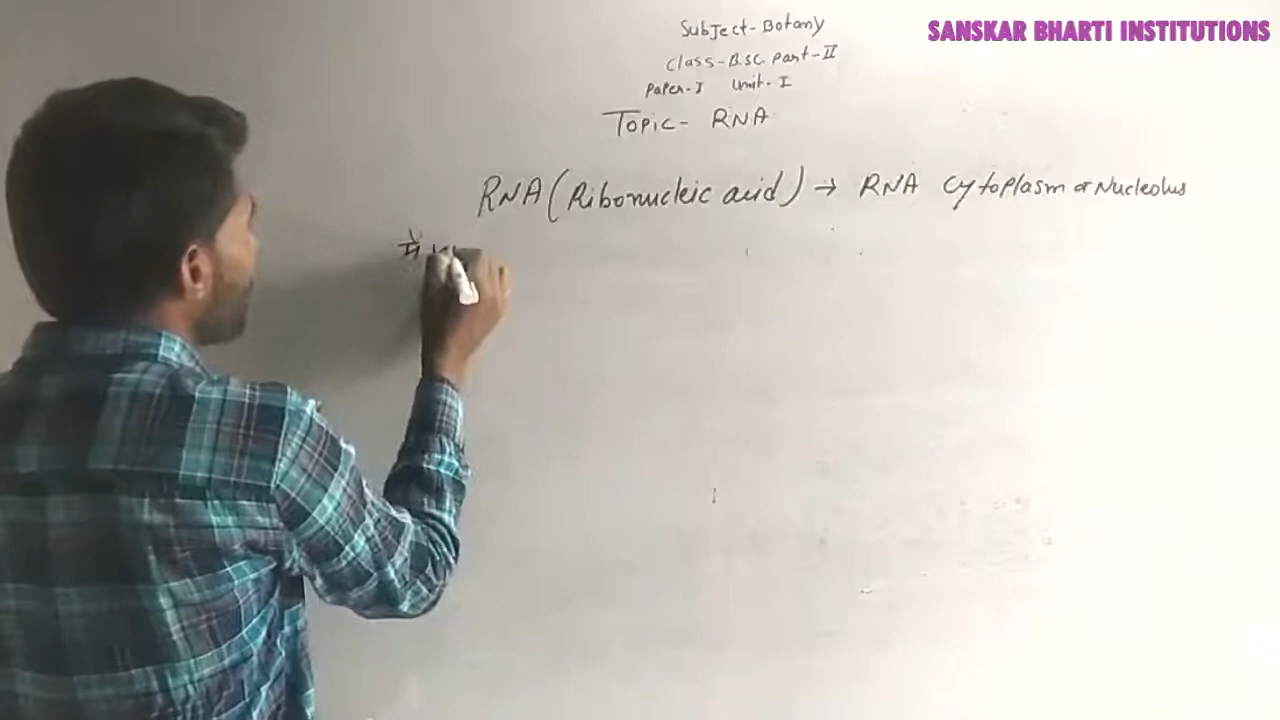 SANSKAR BHARTI INSTITUTIONS
Subject-Botany
Class-B.sc. part-II
Paper-I Unit-I
Topic- RNA
RNA (Ribonucleic acid) → RNA Cytoplasm or Nucleolus
में